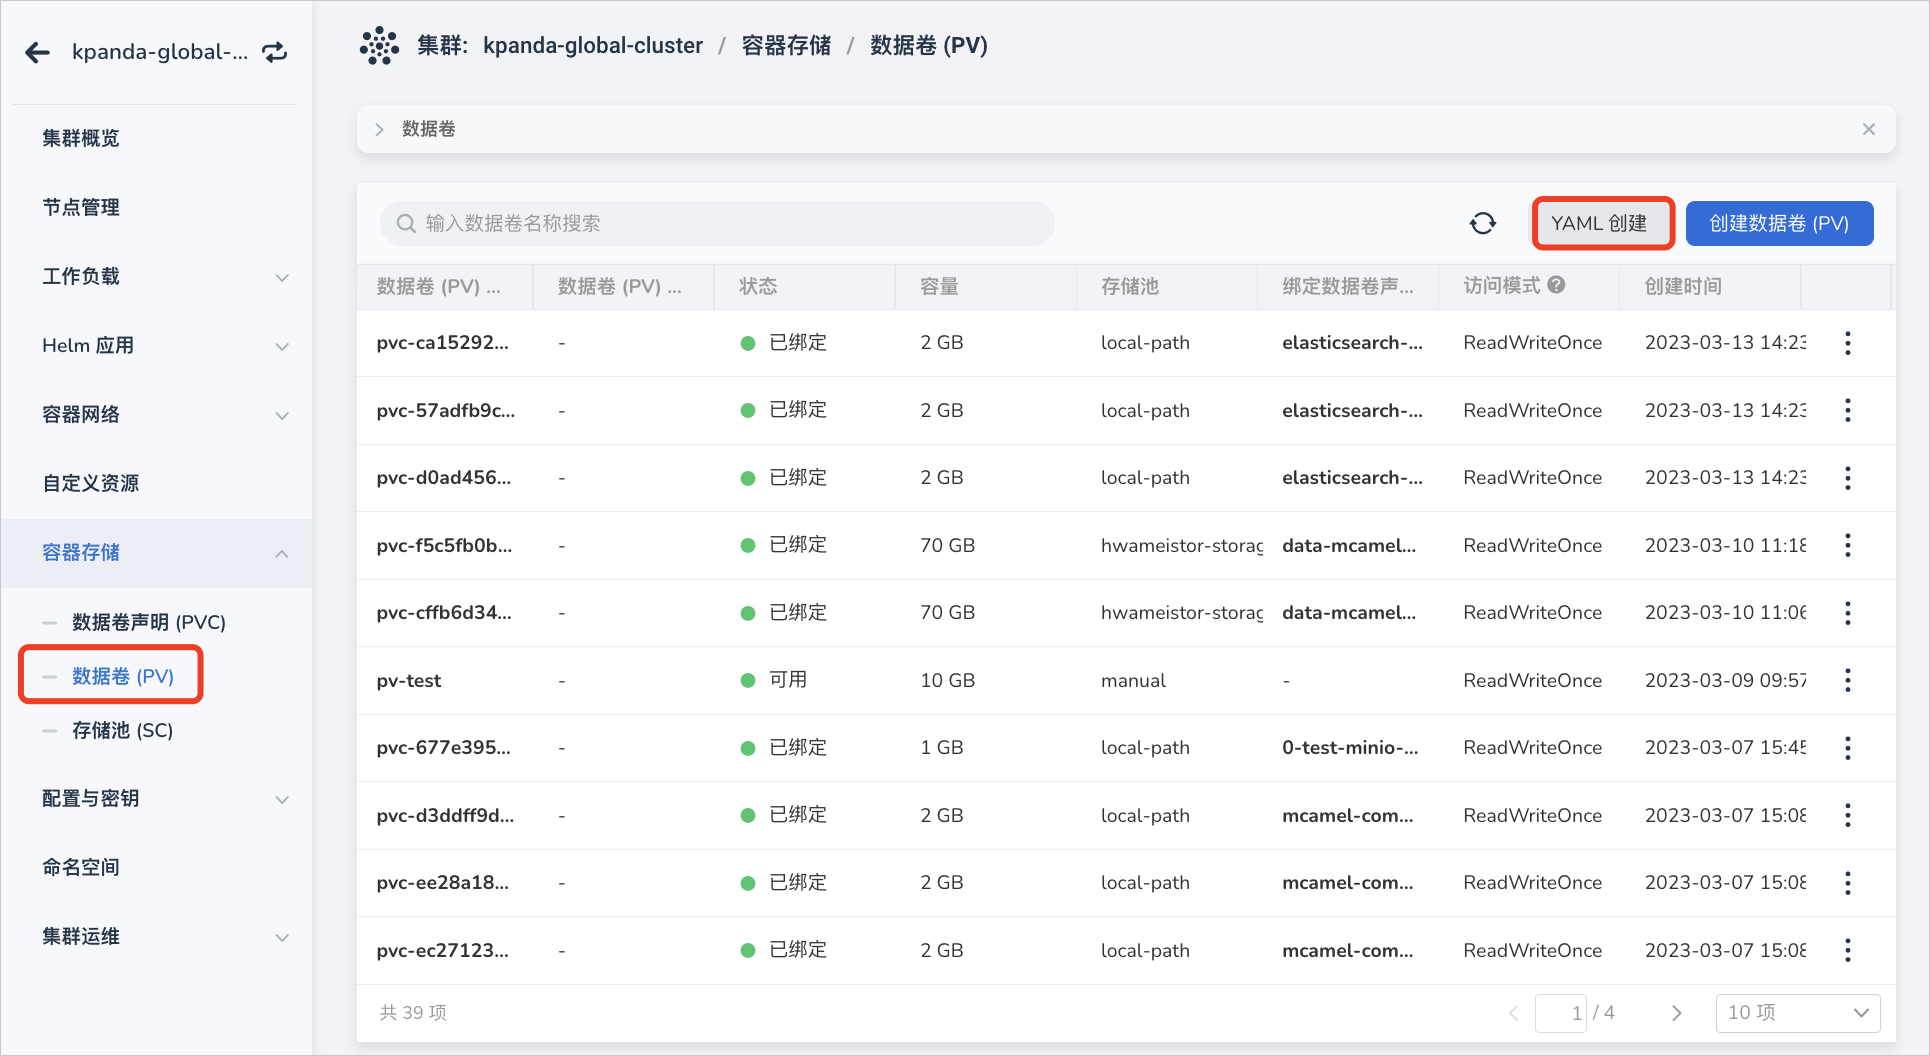 kpanda-global-...
集群: kpanda-global-cluster / 容器存储 / 数据卷 (PV)
集群概览
节点管理
工作负载
Helm 应用
容器网络
自定义资源
容器存储
数据卷声明 (PVC)
数据卷 (PV)
存储池 (SC)
配置与密钥
命名空间
集群运维
数据卷
输入数据卷名称搜索
YAML 创建
创建数据卷 (PV)
数据卷 (PV) ... 数据卷 (PV) ... 状态 容量 存储池 绑定数据卷声... 访问模式 创建时间
pvc-ca15292... - 已绑定 2 GB local-path elasticsearch-... ReadWriteOnce 2023-03-13 14:23
pvc-57adfb9c... - 已绑定 2 GB local-path elasticsearch-... ReadWriteOnce 2023-03-13 14:23
pvc-d0ad456... - 已绑定 2 GB local-path elasticsearch-... ReadWriteOnce 2023-03-13 14:23
pvc-f5c5fb0b... - 已绑定 70 GB hwameistor-storag data-mcamel... ReadWriteOnce 2023-03-10 11:18
pvc-cffb6d34... - 已绑定 70 GB hwameistor-storag data-mcamel... ReadWriteOnce 2023-03-10 11:06
pv-test - 可用 10 GB manual - ReadWriteOnce 2023-03-09 09:57
pvc-677e395... - 已绑定 1 GB local-path 0-test-minio-... ReadWriteOnce 2023-03-07 15:45
pvc-d3ddff9d... - 已绑定 2 GB local-path mcamel-com... ReadWriteOnce 2023-03-07 15:08
pvc-ee28a18... - 已绑定 2 GB local-path mcamel-com... ReadWriteOnce 2023-03-07 15:08
pvc-ec27123... - 已绑定 2 GB local-path mcamel-com... ReadWriteOnce 2023-03-07 15:08
共 39 项
1 / 4
10 项